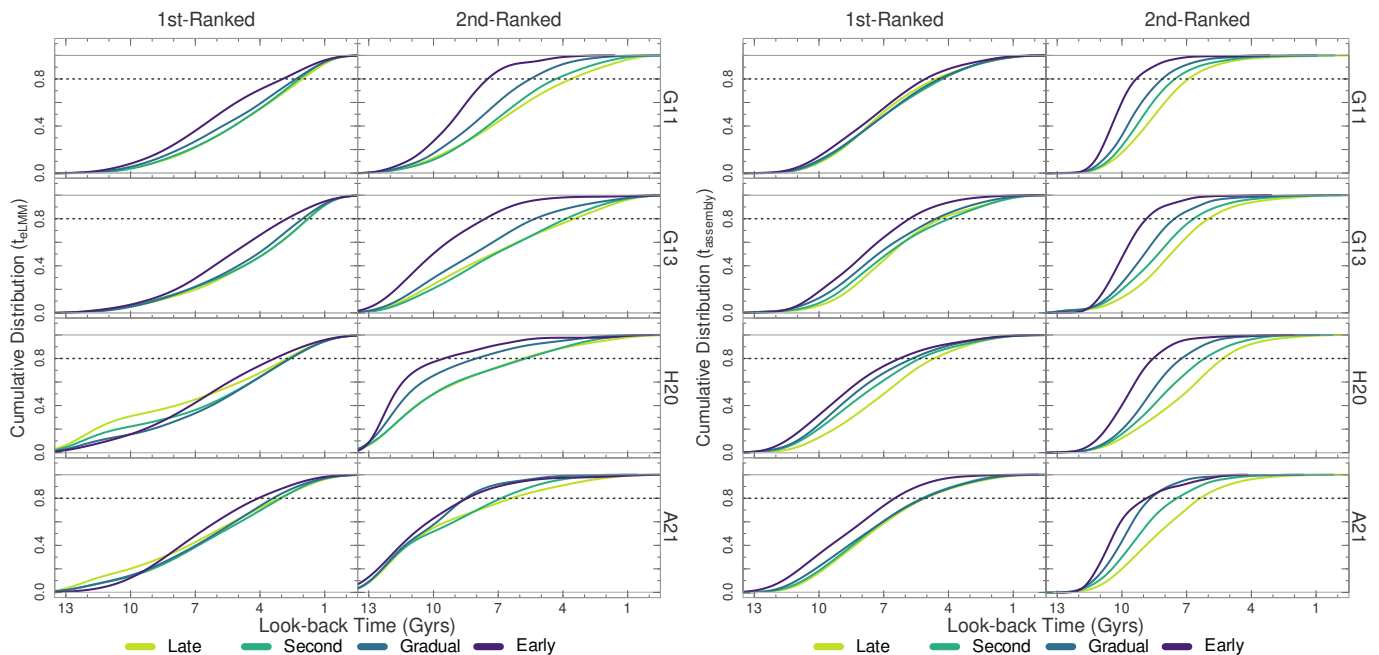 1st-Ranked 2nd-Ranked
0.0 0.4 0.8
G11
0.0 0.4 0.8
G13
0.0 0.4 0.8
H20
0.0 0.4 0.8
A21
Cumulative Distribution (t_eLMM)
13 10 7 4 1 13 10 7 4 1
Look-back Time (Gyrs)
Late Second Gradual Early
1st-Ranked 2nd-Ranked
0.0 0.4 0.8
G11
0.0 0.4 0.8
G13
0.0 0.4 0.8
H20
0.0 0.4 0.8
A21
Cumulative Distribution (t_assembly)
13 10 7 4 1 13 10 7 4 1
Look-back Time (Gyrs)
Late Second Gradual Early